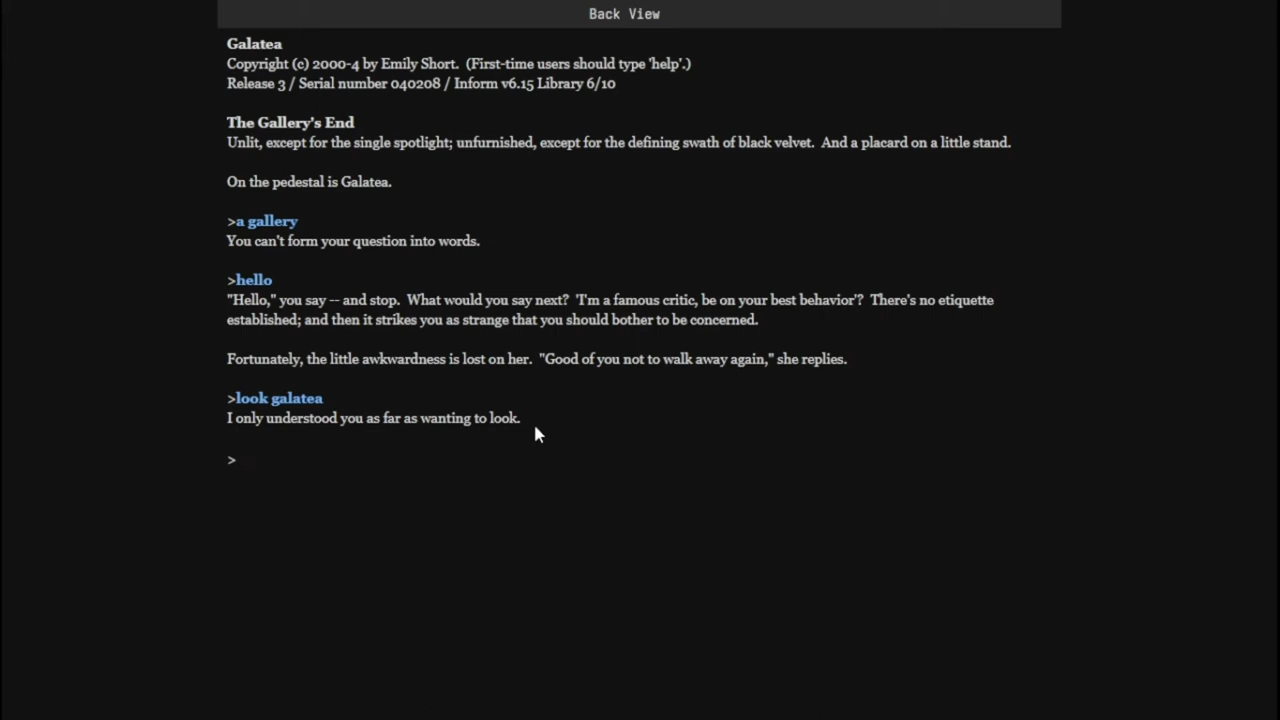 Back View
Galatea
Copyright (c) 2000-4 by Emily Short.  (First-time users should type 'help'.)
Release 3 / Serial number 040208 / Inform v6.15 Library 6/10
The Gallery's End
Unlit, except for the single spotlight; unfurnished, except for the defining swath of black velvet.  And a placard on a little stand.
On the pedestal is Galatea.
>a gallery
You can't form your question into words.
>hello
"Hello," you say -- and stop.  What would you say next?  'I'm a famous critic, be on your best behavior'?  There's no etiquette
established; and then it strikes you as strange that you should bother to be concerned.
Fortunately, the little awkwardness is lost on her.  "Good of you not to walk away again," she replies.
>look galatea
I only understood you as far as wanting to look.
>